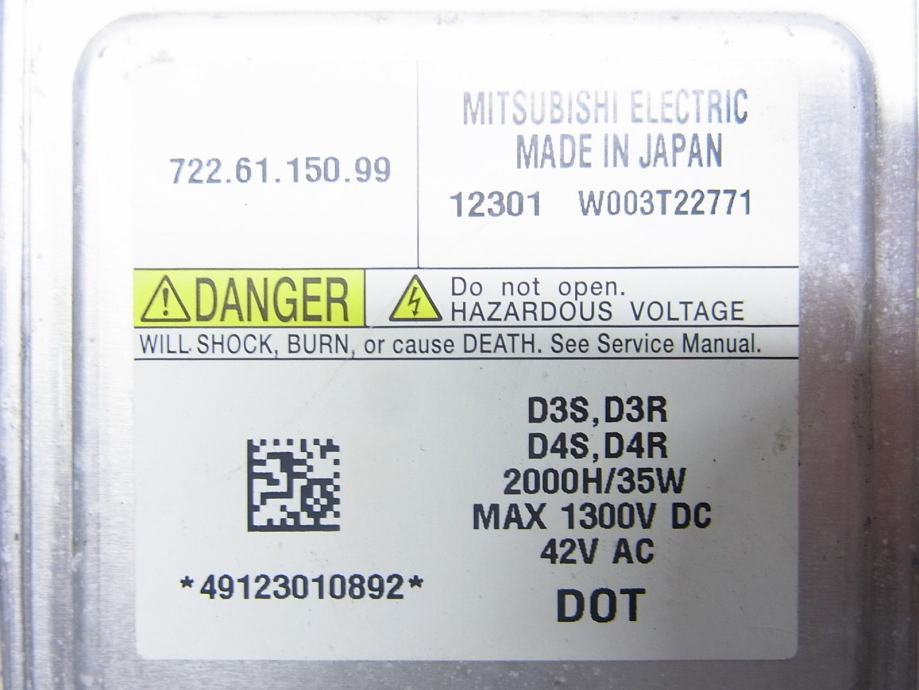 722.61.150.99
MITSUBISHI ELECTRIC
MADE IN JAPAN
12301 W003T22771
DANGER
Do not open.
HAZARDOUS VOLTAGE
WILL SHOCK, BURN, or cause DEATH. See Service Manual.
D3S,D3R
D4S,D4R
2000H/35W
MAX 1300V DC
42V AC
*49123010892*
DOT